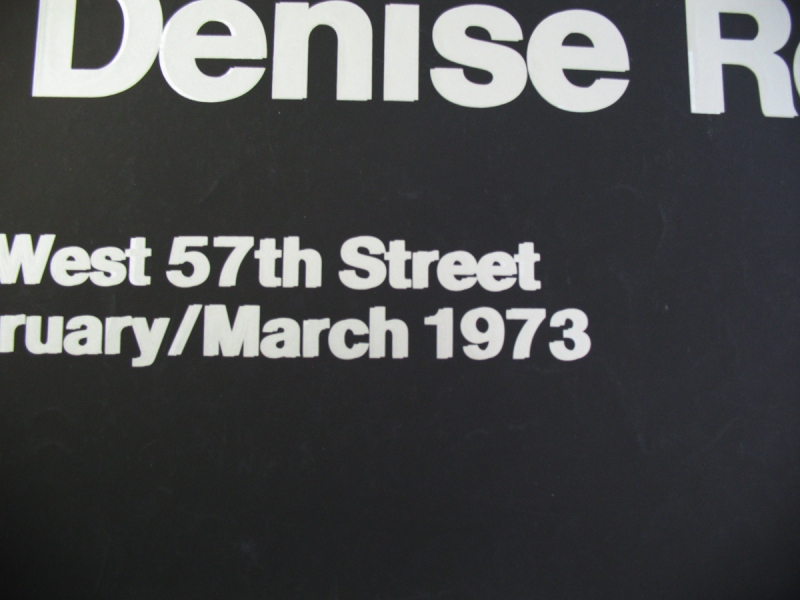 Denise R
West 57th Street
ruary/March 1973